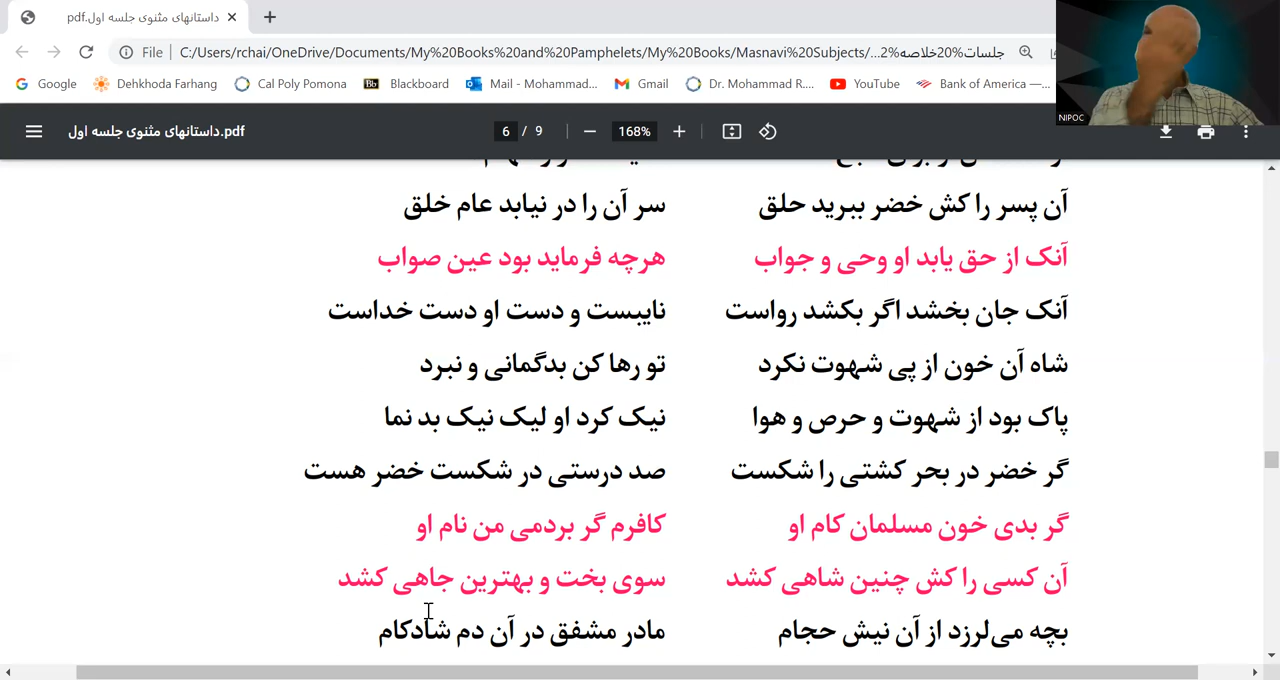 داستانهای مثنوی جلسه اول.pdf
File C:/Users/rchai/OneDrive/Documents/My%20Books%20and%20Pamphelets/My%20Books/Masnavi%20Subjects/...جلسات%20خلاصه%2
Google Dehkhoda Farhang Cal Poly Pomona Bb Blackboard Mail - Mohammad... Gmail Dr. Mohammad R.... YouTube Bank of America —...
NIPOC
داستانهای مثنوی جلسه اول.pdf 6 / 9 168%
آن پسر را کش خضر ببرید حلق سر آن را در نیابد عام خلق
آنک از حق یابد او وحی و جواب هرچه فرماید بود عین صواب
آنک جان بخشد اگر بکشد رواست نایبست و دست او دست خداست
شاه آن خون از پی شهوت نکرد تو رها کن بدگمانی و نبرد
پاک بود از شهوت و حرص و هوا نیک کرد او لیک نیک بد نما
گر خضر در بحر کشتی را شکست صد درستی در شکست خضر هست
گر بدی خون مسلمان کام او کافرم گر بردمی من نام او
آن کسی را کش چنین شاهی کشد سوی بخت و بهترین جاهی کشد
بچه می‌لرزد از آن نیش حجام مادر مشفق در آن دم شادکام